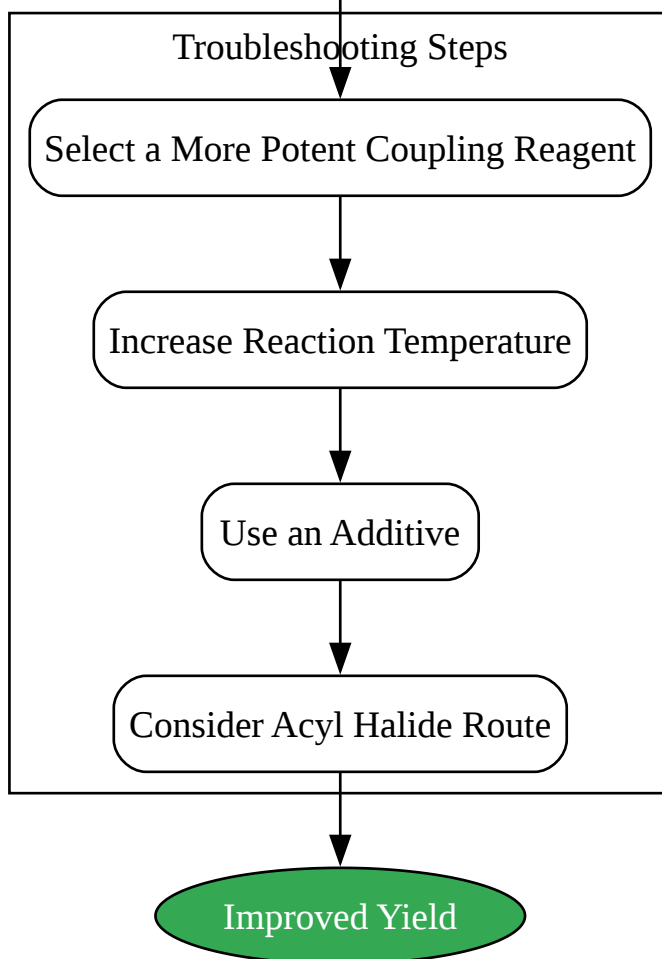 Troubleshooting Steps
Select a More Potent Coupling Reagent
Increase Reaction Temperature
Use an Additive
Consider Acyl Halide Route
Improved Yield